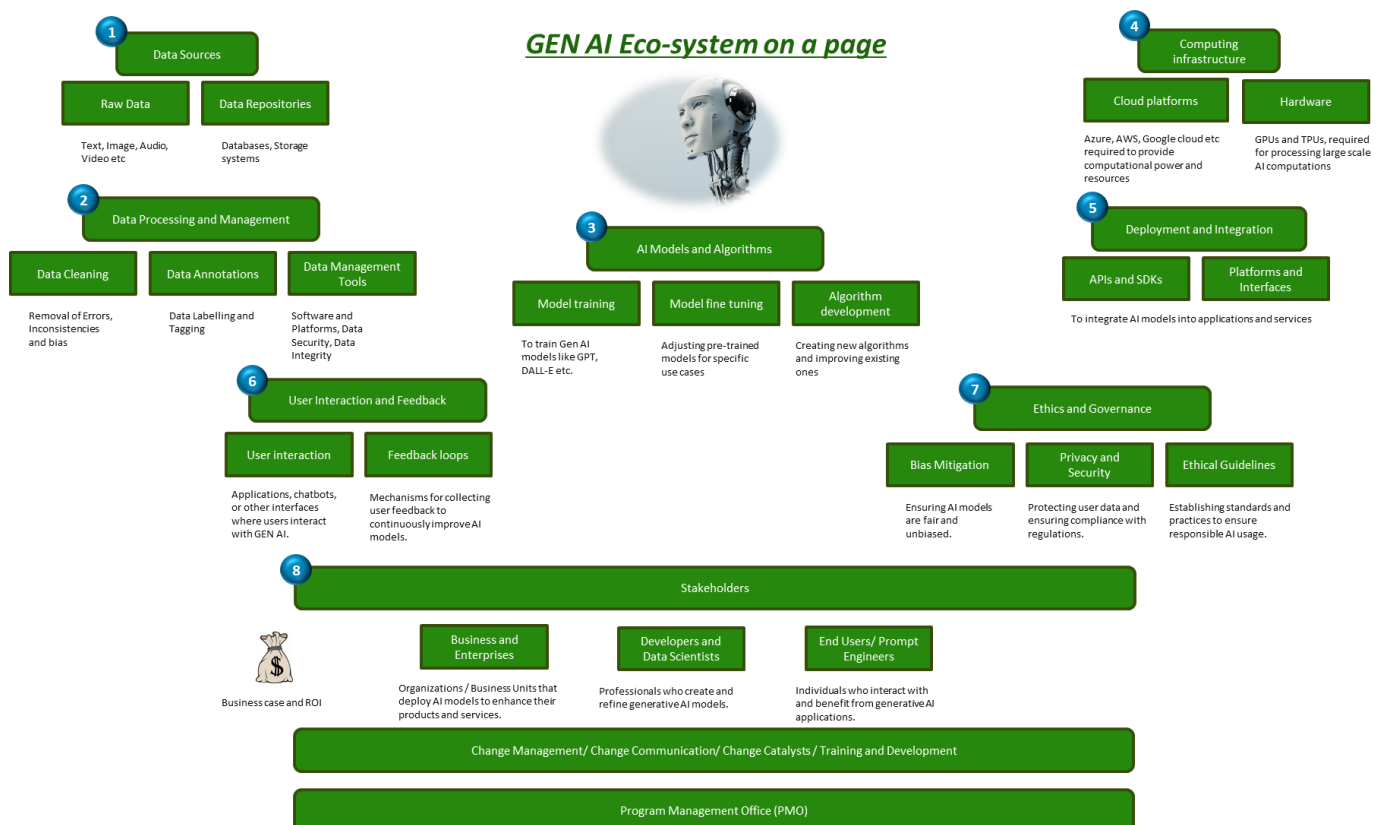 GEN AI Eco-system on a page
1
Data Sources
Raw Data
Data Repositories
Text, Image, Audio,
Video etc
Databases, Storage
systems
2
Data Processing and Management
Data Cleaning
Data Annotations
Data Management
Tools
Removal of Errors,
Inconsistencies
and bias
Data Labelling and
Tagging
Software and
Platforms, Data
Security, Data
Integrity
3
AI Models and Algorithms
Model training
Model fine tuning
Algorithm
development
To train Gen AI
models like GPT,
DALL-E etc.
Adjusting pre-trained
models for specific
use cases
Creating new algorithms
and improving existing
ones
4
Computing
infrastructure
Cloud platforms
Hardware
Azure, AWS, Google cloud etc
required to provide
computational power and
resources
GPUs and TPUs, required
for processing large scale
AI computations
5
Deployment and Integration
APIs and SDKs
Platforms and
Interfaces
To integrate AI models into applications and services
6
User Interaction and Feedback
User interaction
Feedback loops
Applications, chatbots,
or other interfaces
where users interact
with GEN AI.
Mechanisms for collecting
user feedback to
continuously improve AI
models.
7
Ethics and Governance
Bias Mitigation
Privacy and
Security
Ethical Guidelines
Ensuring AI models
are fair and
unbiased.
Protecting user data and
ensuring compliance with
regulations.
Establishing standards and
practices to ensure
responsible AI usage.
8
Stakeholders
$
Business case and ROI
Business and
Enterprises
Developers and
Data Scientists
End Users/ Prompt
Engineers
Organizations / Business Units that
deploy AI models to enhance their
products and services.
Professionals who create and
refine generative AI models.
Individuals who interact with
and benefit from generative AI
applications.
Change Management/ Change Communication/ Change Catalysts / Training and Development
Program Management Office (PMO)